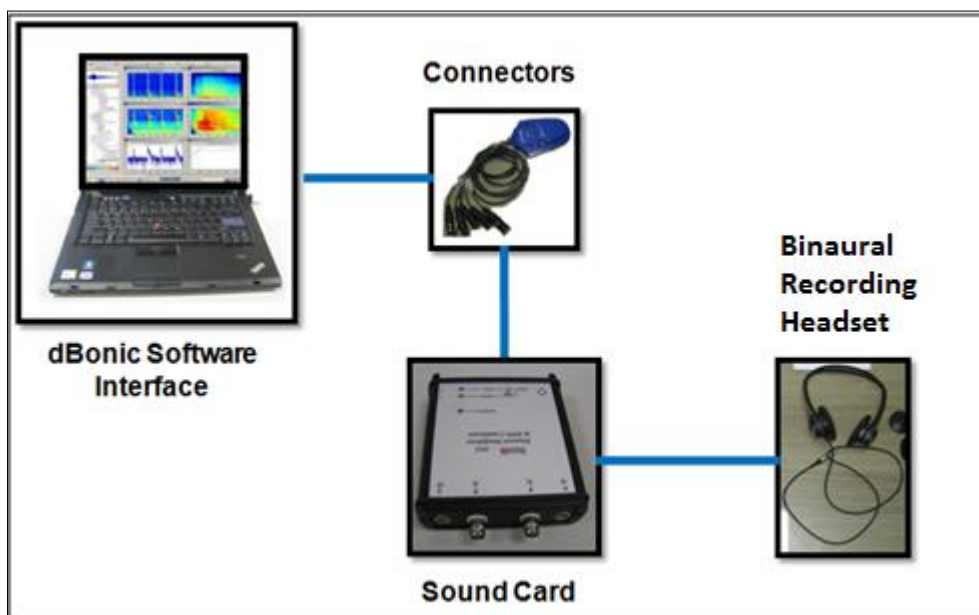 Connectors
Binaural
Recording
Headset
dBonic Software
Interface
Sound Card